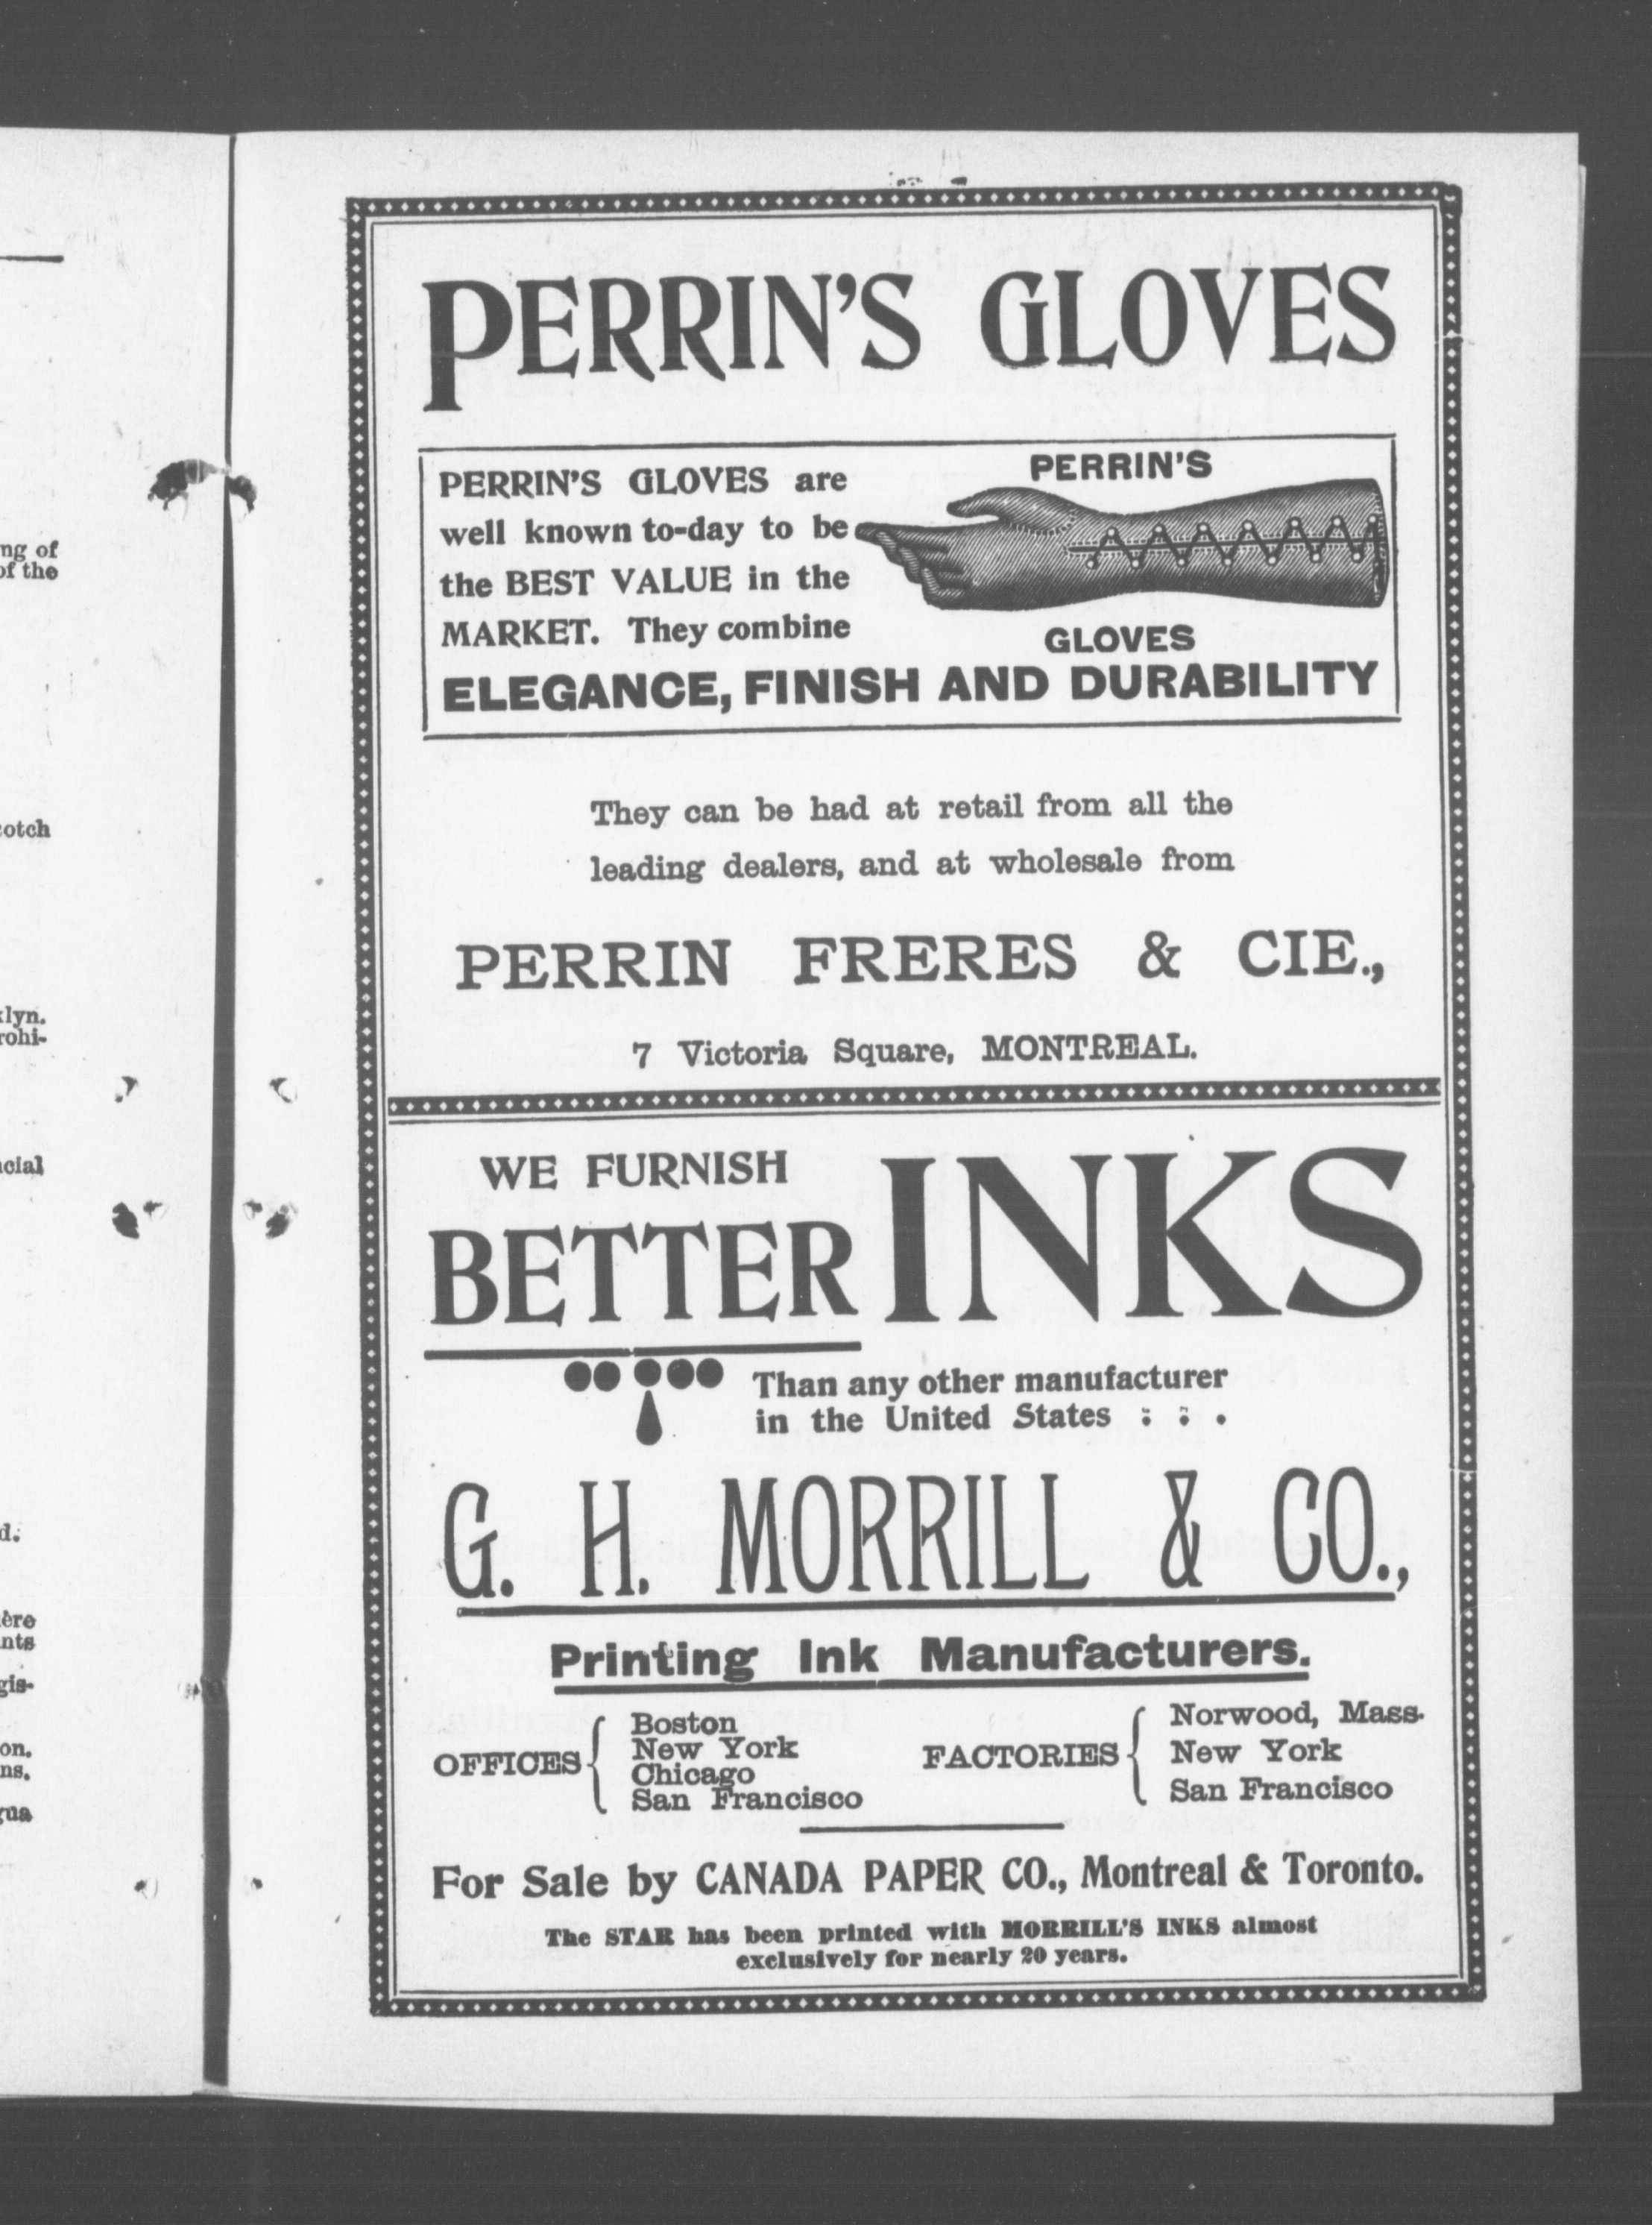 ng of
of the
otch
klyn.
rohi-
ncial
d.
ère
nts
gis-
on.
ns.
gua
PERRIN'S GLOVES
PERRIN'S GLOVES are
well known to-day to be
the BEST VALUE in the
MARKET. They combine
PERRIN'S
GLOVES
ELEGANCE, FINISH AND DURABILITY
They can be had at retail from all the
leading dealers, and at wholesale from
PERRIN FRERES & CIE.,
7 Victoria Square, MONTREAL.
WE FURNISH
BETTER INKS
Than any other manufacturer
in the United States : : .
G. H. MORRILL & CO.,
Printing Ink Manufacturers.
OFFICES
Boston
New York
Chicago
San Francisco
FACTORIES
Norwood, Mass.
New York
San Francisco
For Sale by CANADA PAPER CO., Montreal & Toronto.
The STAR has been printed with MORRILL'S INKS almost
exclusively for nearly 20 years.